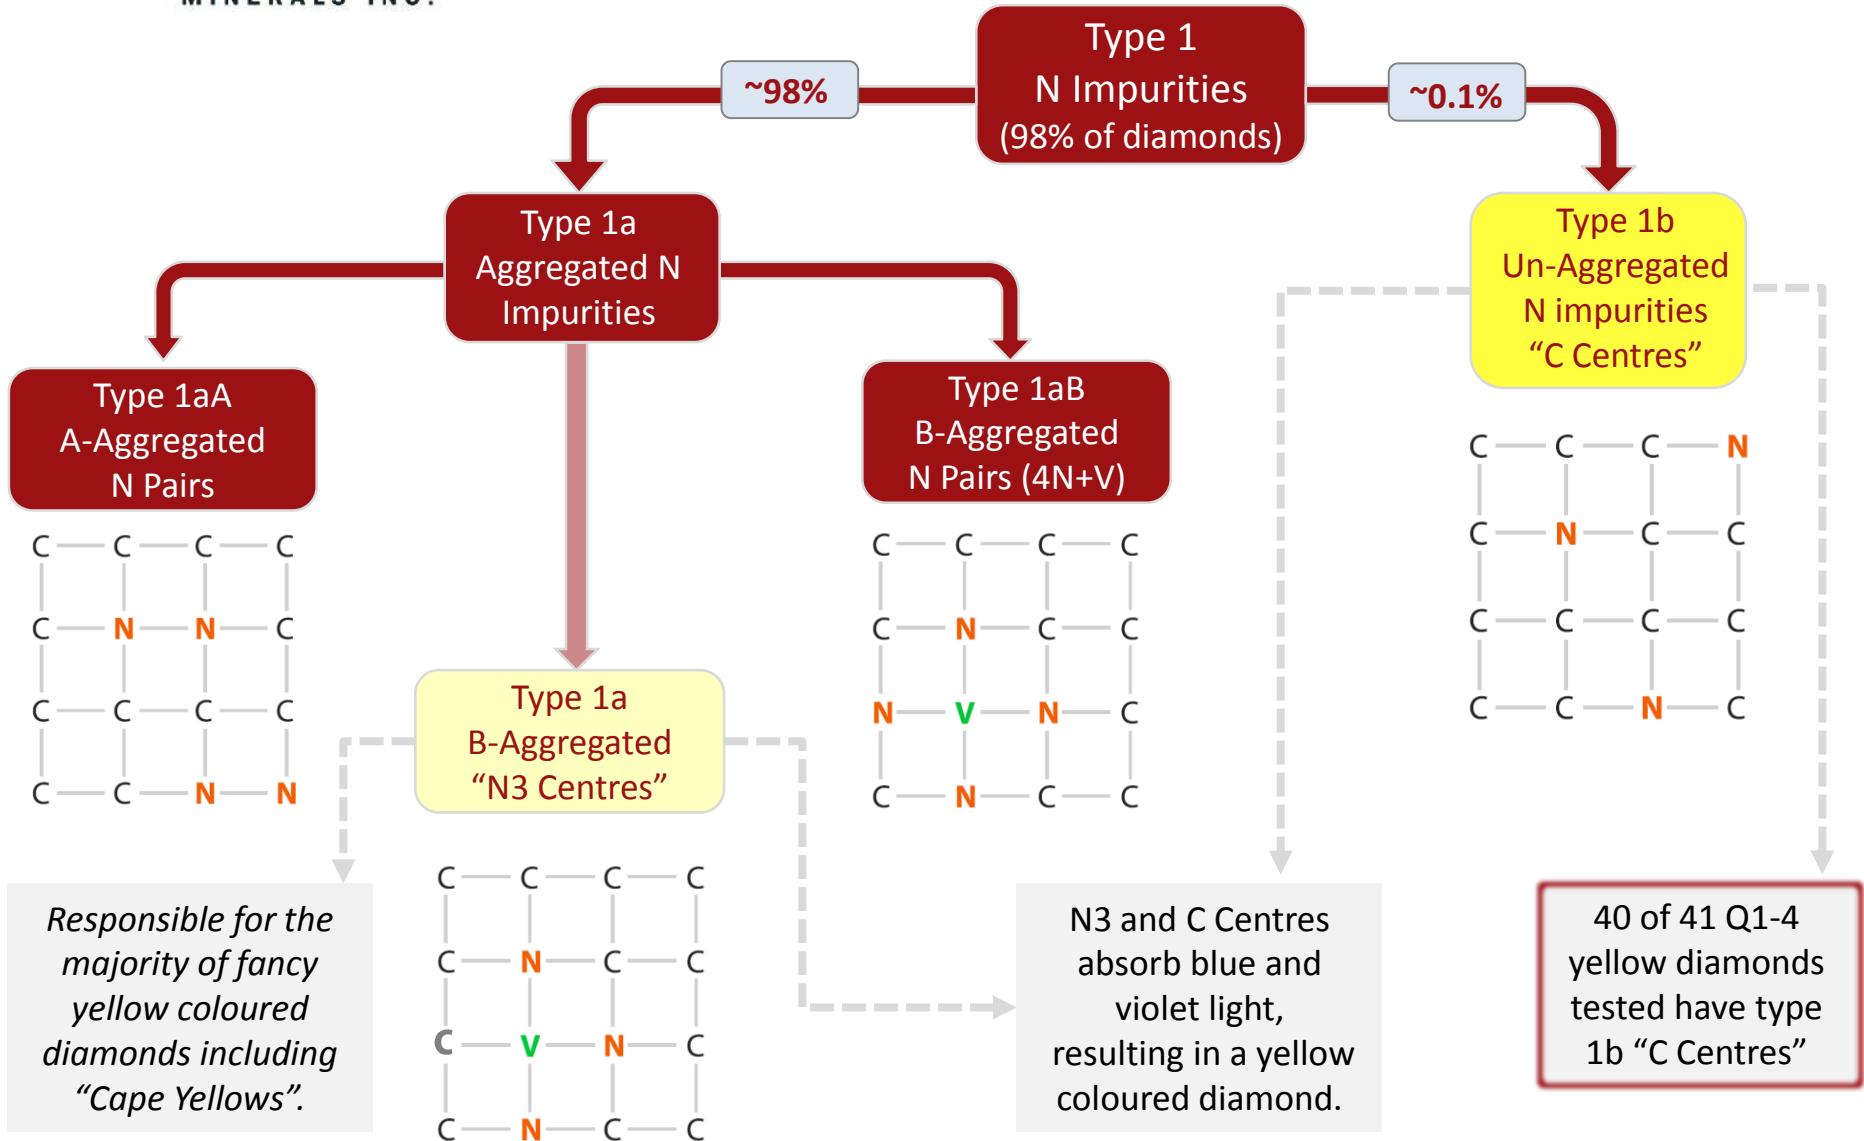 MINERALS INC.
Type 1
N Impurities
(98% of diamonds)
~98%
~0.1%
Type 1a
Aggregated N
Impurities
Type 1b
Un-Aggregated
N impurities
“C Centres”
Type 1aA
A-Aggregated
N Pairs
Type 1aB
B-Aggregated
N Pairs (4N+V)
C C C C
C N N C
C C C C
C C N N
C C C C
C N C C
N V N C
C N C C
C C C N
C N C C
C C C C
C C N C
Type 1a
B-Aggregated
“N3 Centres”
C C C C
C N C C
C V N C
C N C C
Responsible for the
majority of fancy
yellow coloured
diamonds including
“Cape Yellows”.
N3 and C Centres
absorb blue and
violet light,
resulting in a yellow
coloured diamond.
40 of 41 Q1-4
yellow diamonds
tested have type
1b “C Centres”